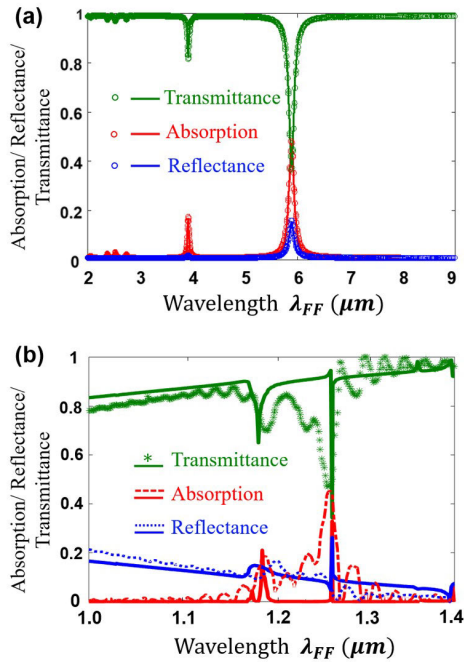 (a)
Absorption/ Reflectance/
Transmittance
1
0.8
0.6
0.4
0.2
0
Transmittance
Absorption
Reflectance
2 3 4 5 6 7 8 9
Wavelength λ_FF (μm)
(b)
Absorption/ Reflectance/
Transmittance
1
0.8
0.6
0.4
0.2
0
* Transmittance
Absorption
Reflectance
1.0 1.1 1.2 1.3 1.4
Wavelength λ_FF (μm)